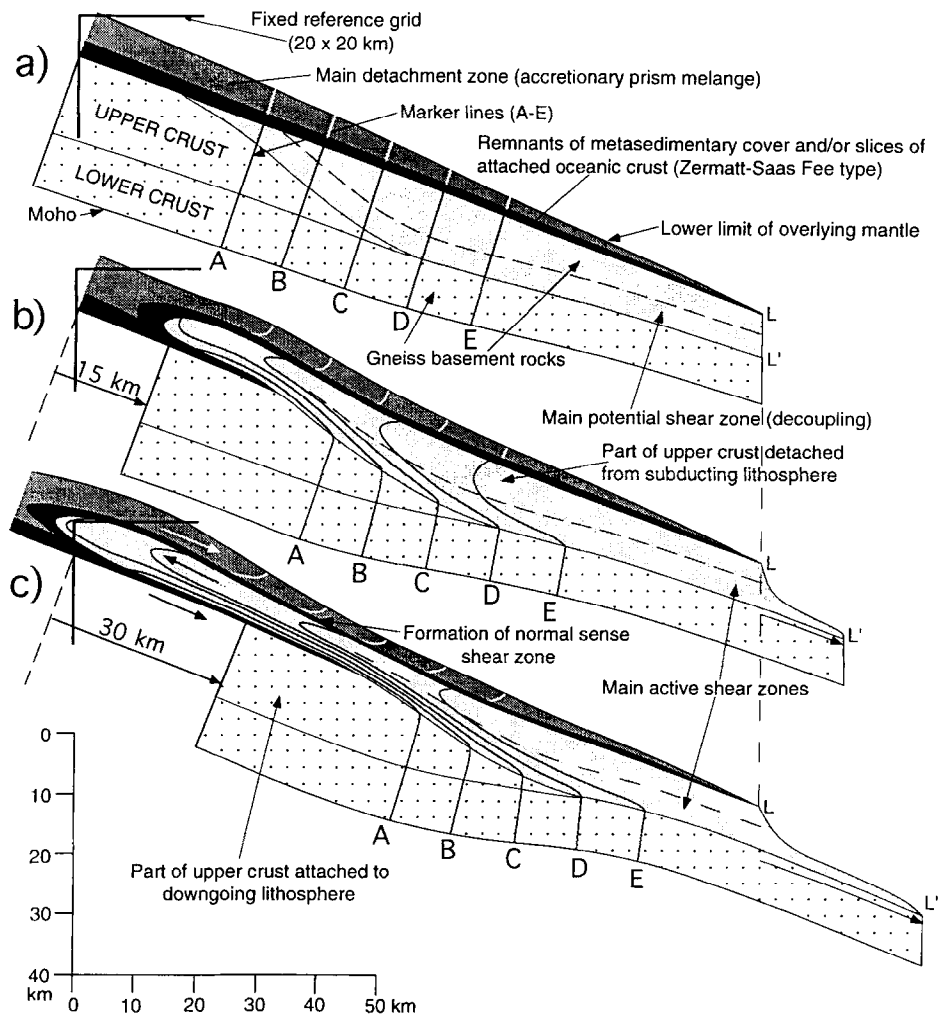 Fixed reference grid
(20 x 20 km)
a)
Main detachment zone (accretionary prism melange)
Marker lines (A-E)
UPPER CRUST
Remnants of metasedimentary cover and/or slices of
attached oceanic crust (Zermatt-Saas Fee type)
LOWER CRUST
Moho
Lower limit of overlying mantle
A
B
C
D
E
L
L'
Gneiss basement rocks
b)
15 km
Main potential shear zone (decoupling)
Part of upper crust detached
from subducting lithosphere
A
B
C
D
E
L
L'
c)
30 km
Formation of normal sense
shear zone
Main active shear zones
A
B
C
D
E
L
L'
Part of upper crust attached to
downgoing lithosphere
0
10
20
30
40
km
0 10 20 30 40 50 km